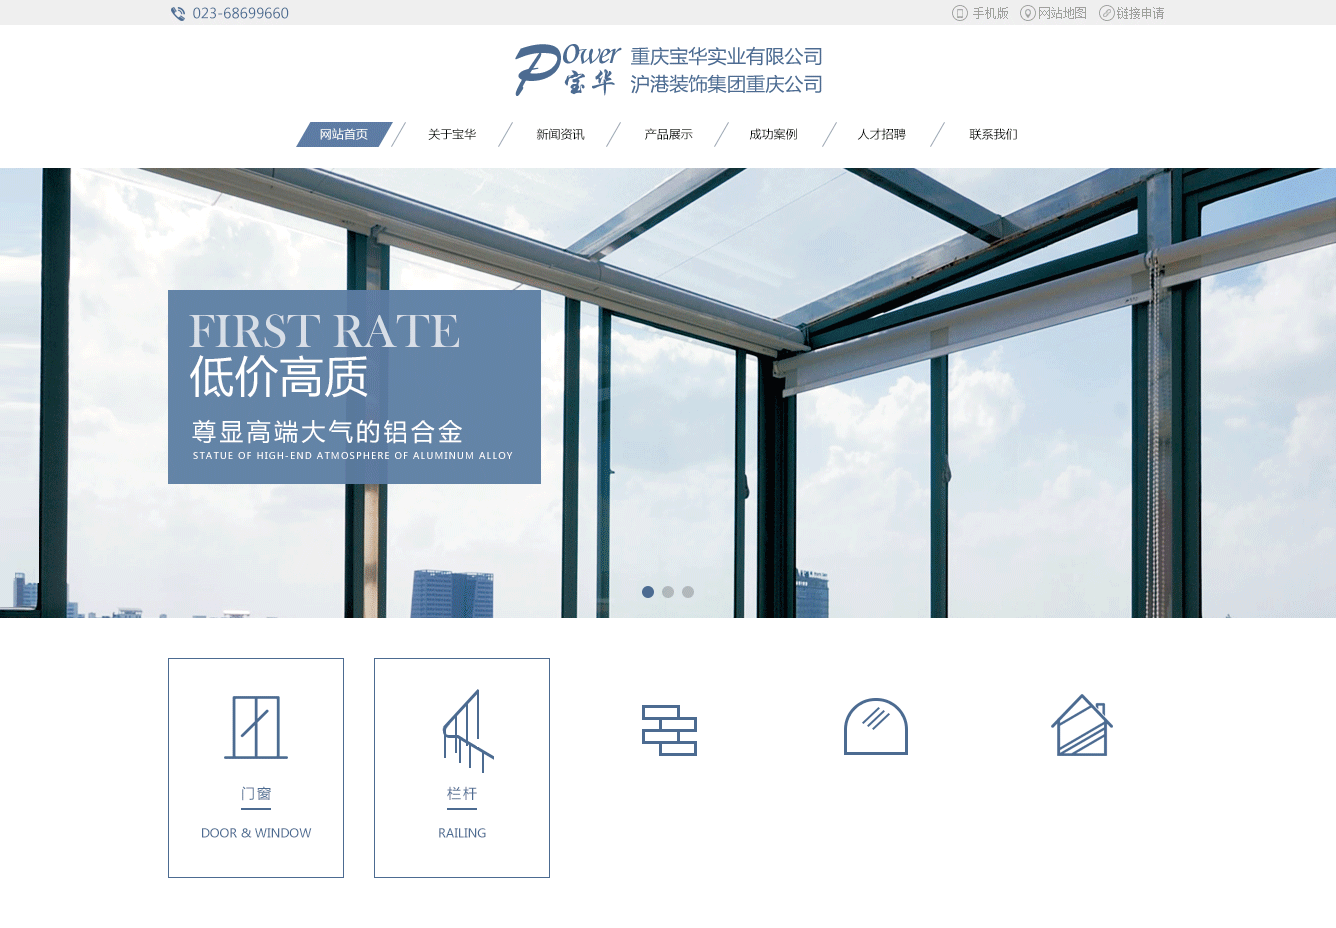 023-68699660
手机版 网站地图 链接申请
Power 宝华
重庆宝华实业有限公司
沪港装饰集团重庆公司
网站首页 关于宝华 新闻资讯 产品展示 成功案例 人才招聘 联系我们
FIRST RATE
低价高质
尊显高端大气的铝合金
STATUE OF HIGH-END ATMOSPHERE OF ALUMINUM ALLOY
门窗 栏杆
DOOR & WINDOW RAILING